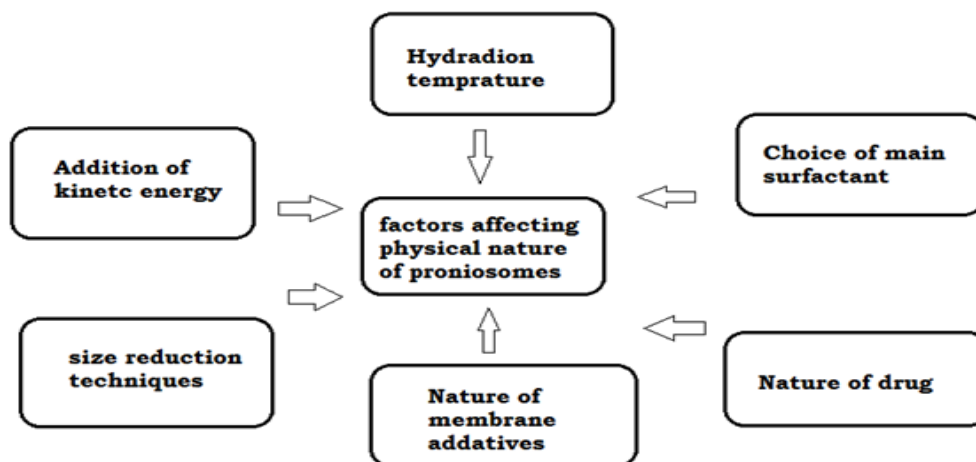 Hydradion
temprature
Addition of
kinetc energy
Choice of main
surfactant
factors affecting
physical nature
of proniosomes
size reduction
techniques
Nature of
membrane
addatives
Nature of drug